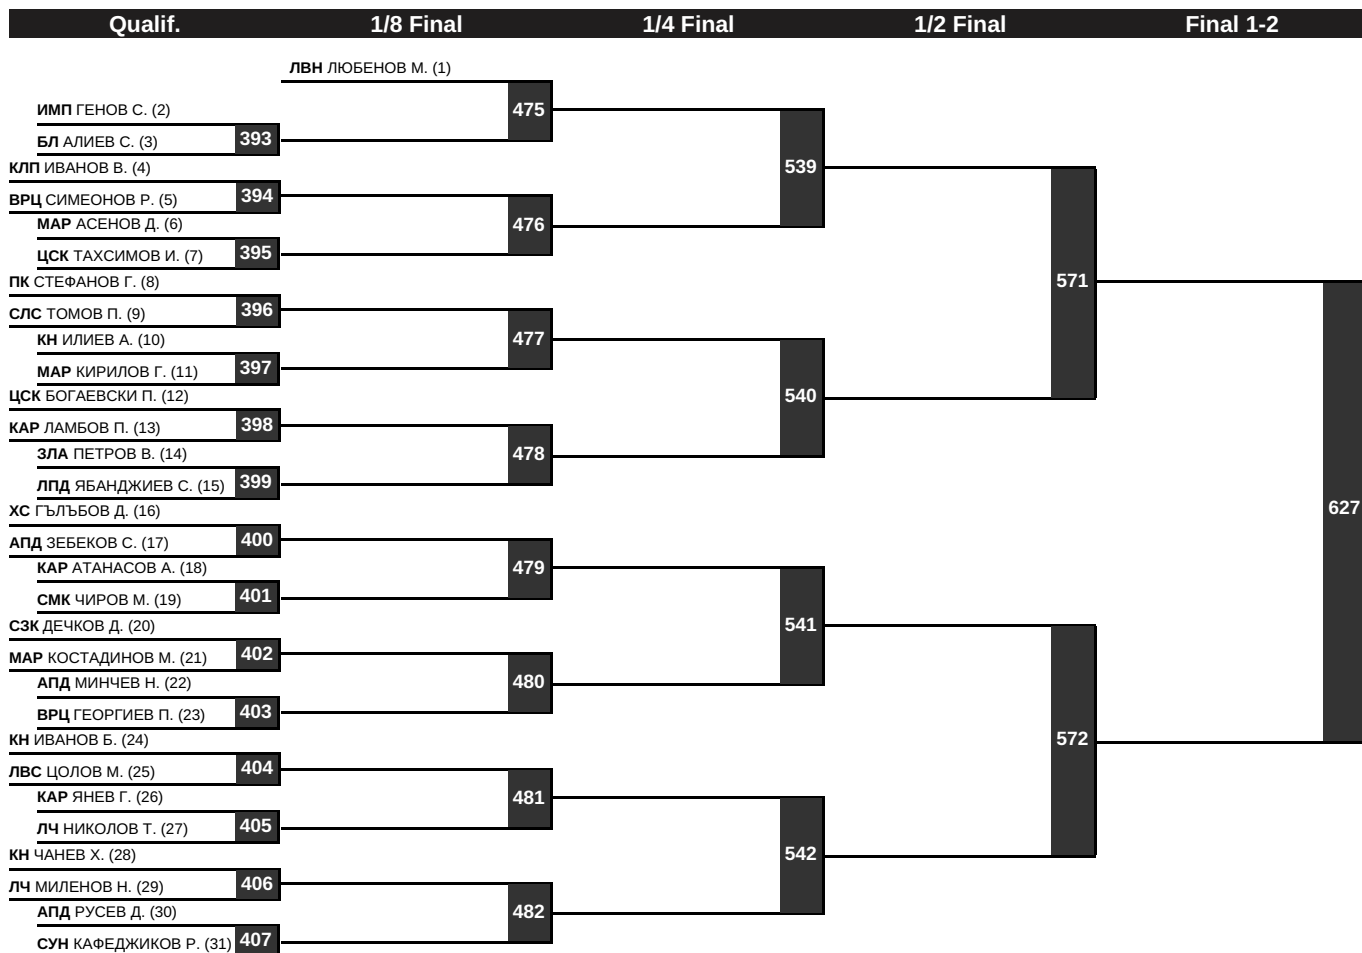 Qualif. 1/8 Final 1/4 Final 1/2 Final Final 1-2
ЛВН ЛЮБЕНОВ М. (1)
475
ИМП ГЕНОВ С. (2)
393
БЛ АЛИЕВ С. (3)
539
КЛП ИВАНОВ В. (4)
394
ВРЦ СИМЕОНОВ Р. (5)
476
МАР АСЕНОВ Д. (6)
395
ЦСК ТАХСИМОВ И. (7)
571
ПК СТЕФАНОВ Г. (8)
396
СЛС ТОМОВ П. (9)
477
КН ИЛИЕВ А. (10)
397
МАР КИРИЛОВ Г. (11)
540
ЦСК БОГАЕВСКИ П. (12)
398
КАР ЛАМБОВ П. (13)
478
ЗЛА ПЕТРОВ В. (14)
399
ЛПД ЯБАНДЖИЕВ С. (15)
627
ХС ГЪЛЪБОВ Д. (16)
400
АПД ЗЕБЕКОВ С. (17)
479
КАР АТАНАСОВ А. (18)
401
СМК ЧИРОВ М. (19)
541
СЗК ДЕЧКОВ Д. (20)
402
МАР КОСТАДИНОВ М. (21)
480
АПД МИНЧЕВ Н. (22)
403
ВРЦ ГЕОРГИЕВ П. (23)
572
КН ИВАНОВ Б. (24)
404
ЛВС ЦОЛОВ М. (25)
481
КАР ЯНЕВ Г. (26)
405
ЛЧ НИКОЛОВ Т. (27)
542
КН ЧАНЕВ Х. (28)
406
ЛЧ МИЛЕНОВ Н. (29)
482
АПД РУСЕВ Д. (30)
407
СУН КАФЕДЖИКОВ Р. (31)